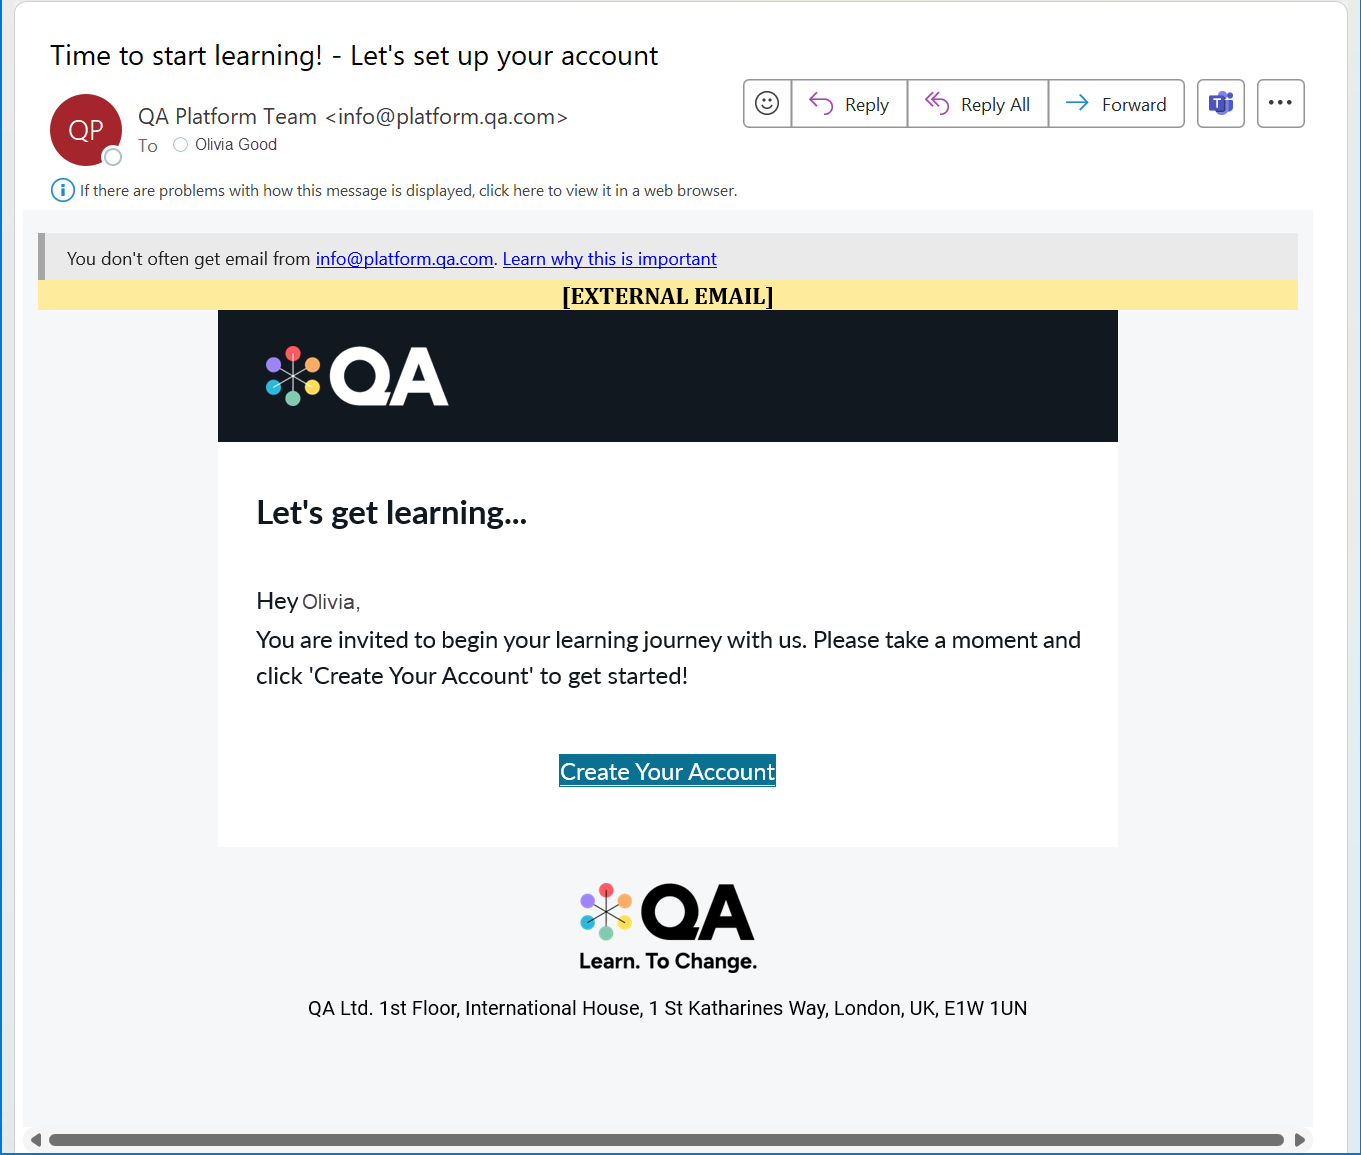 Time to start learning! - Let's set up your account
QP
QA Platform Team <info@platform.qa.com>
To Olivia Good
Reply
Reply All
Forward
If there are problems with how this message is displayed, click here to view it in a web browser.
You don't often get email from info@platform.qa.com. Learn why this is important
[EXTERNAL EMAIL]
QA
Let's get learning...
Hey Olivia,
You are invited to begin your learning journey with us. Please take a moment and
click 'Create Your Account' to get started!
Create Your Account
QA
Learn. To Change.
QA Ltd. 1st Floor, International House, 1 St Katharines Way, London, UK, E1W 1UN